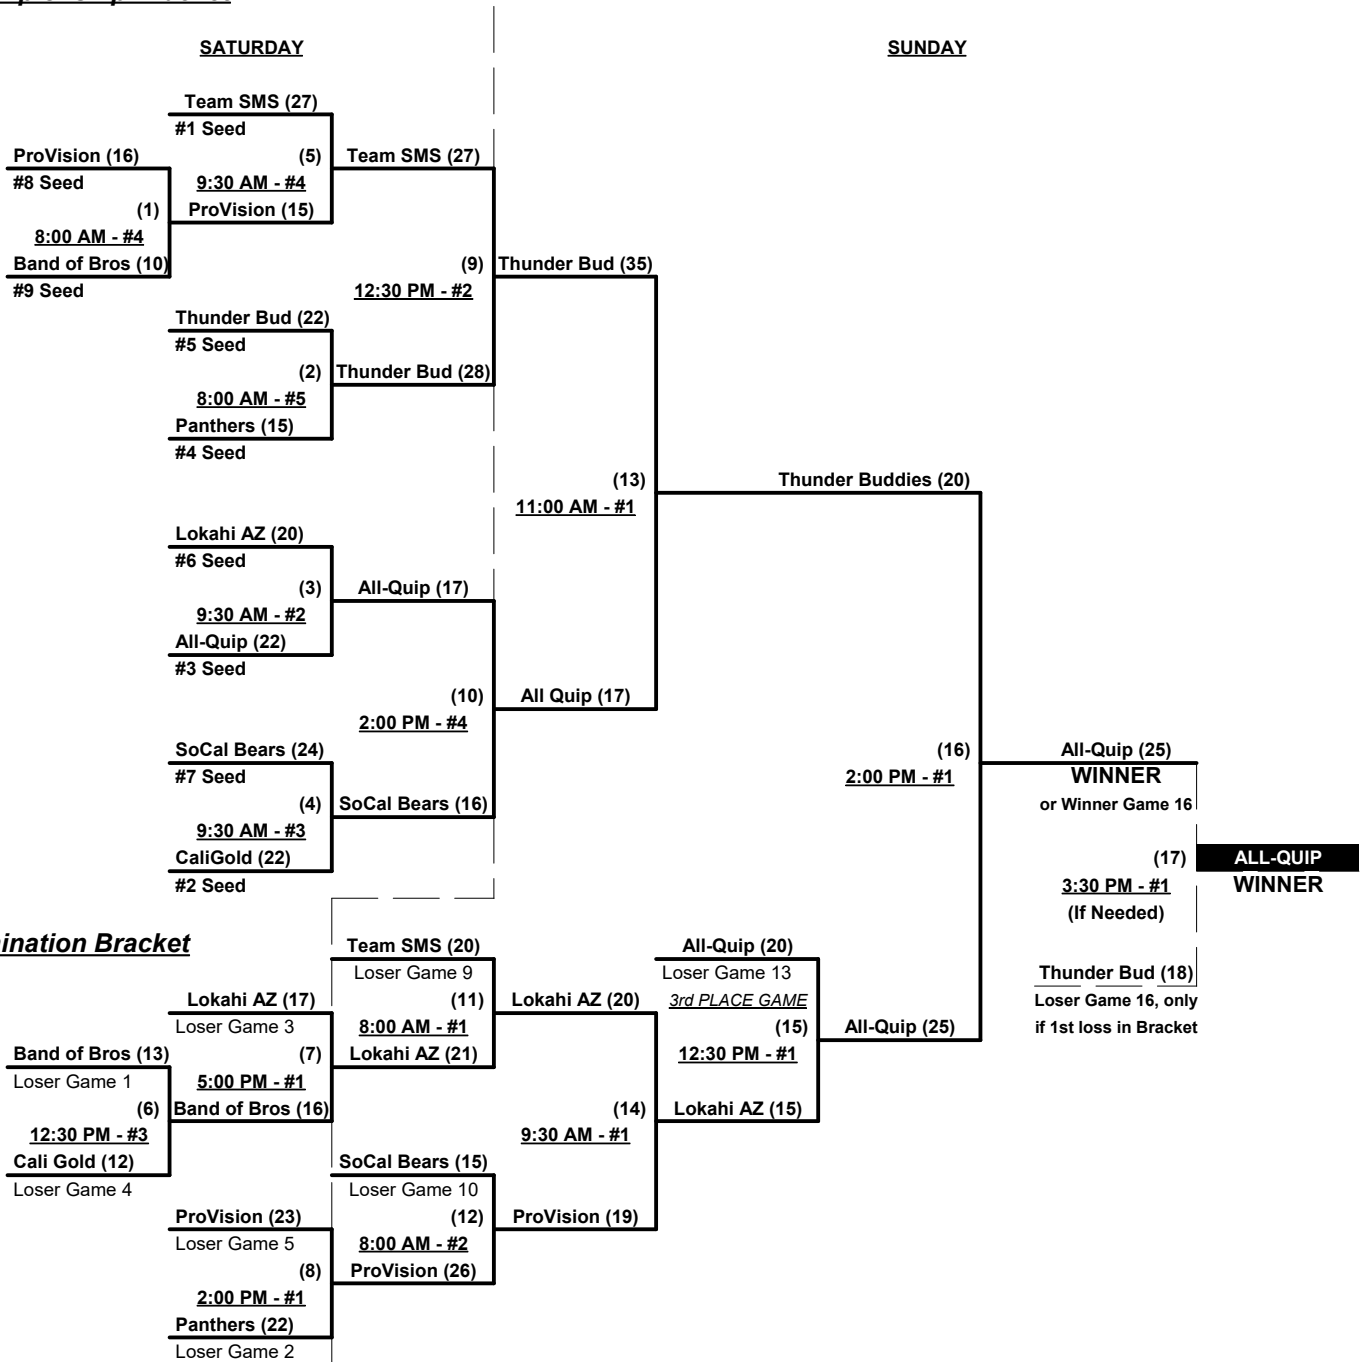 SATURDAY
SUNDAY
Team SMS (27)
#1 Seed
ProVision (16)
#8 Seed
(5)
9:30 AM - #4
Team SMS (27)
(1)
8:00 AM - #4
ProVision (15)
Band of Bros (10)
#9 Seed
(9)
12:30 PM - #2
Thunder Bud (35)
Thunder Bud (22)
#5 Seed
(2)
8:00 AM - #5
Thunder Bud (28)
Panthers (15)
#4 Seed
(13)
11:00 AM - #1
Thunder Buddies (20)
Lokahi AZ (20)
#6 Seed
(3)
9:30 AM - #2
All-Quip (17)
All-Quip (22)
#3 Seed
(10)
2:00 PM - #4
All Quip (17)
SoCal Bears (24)
#7 Seed
(4)
9:30 AM - #3
SoCal Bears (16)
CaliGold (22)
#2 Seed
(16)
2:00 PM - #1
All-Quip (25)
WINNER
or Winner Game 16
(17)
3:30 PM - #1
(If Needed)
ALL-QUIP
WINNER
Thunder Bud (18)
Loser Game 16, only
if 1st loss in Bracket
Bracket
Team SMS (20)
Loser Game 9
(11)
8:00 AM - #1
Lokahi AZ (21)
Lokahi AZ (17)
Loser Game 3
(7)
5:00 PM - #1
Band of Bros (16)
Band of Bros (13)
Loser Game 1
(6)
12:30 PM - #3
Cali Gold (12)
Loser Game 4
Lokahi AZ (20)
All-Quip (20)
Loser Game 13
3rd PLACE GAME
(15)
12:30 PM - #1
All-Quip (25)
(14)
9:30 AM - #1
Lokahi AZ (15)
SoCal Bears (15)
Loser Game 10
(12)
8:00 AM - #2
ProVision (26)
ProVision (19)
ProVision (23)
Loser Game 5
(8)
2:00 PM - #1
Panthers (22)
Loser Game 2